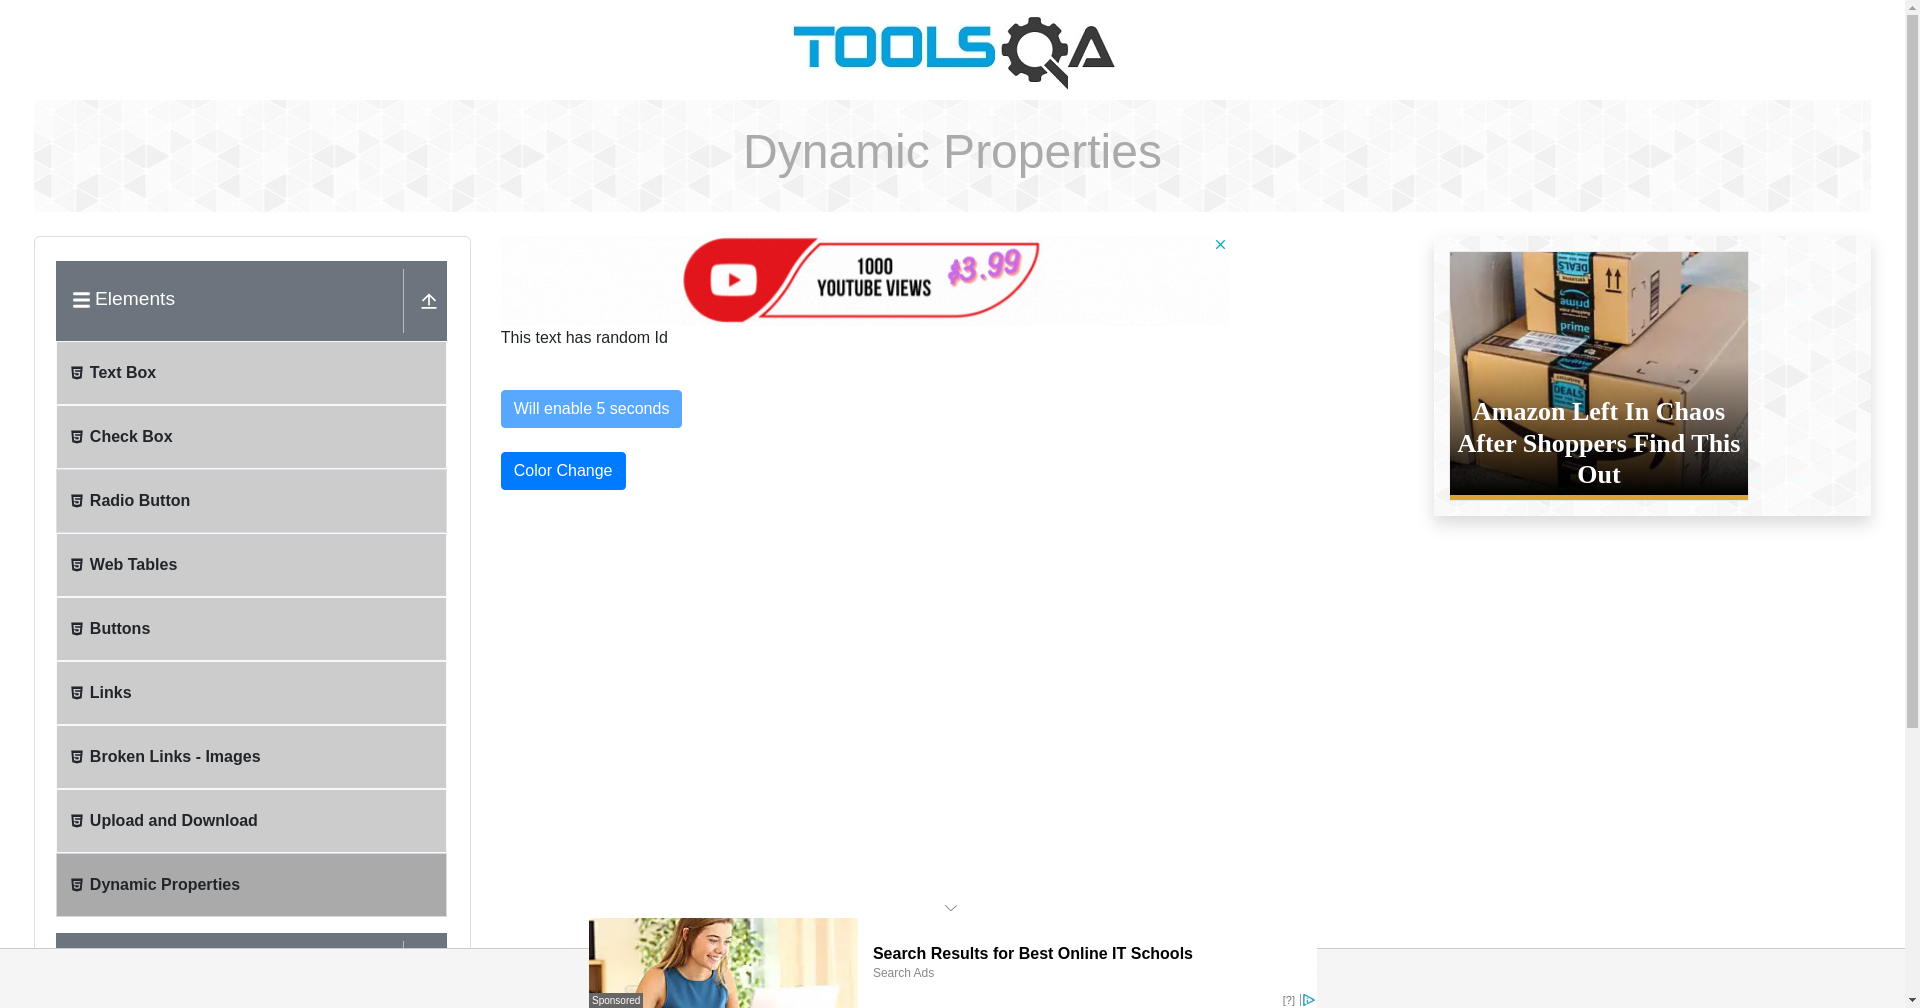 TOOLSQA
Dynamic Properties
Elements
Text Box
Check Box
Radio Button
Web Tables
Buttons
Links
Broken Links - Images
Upload and Download
Dynamic Properties
1000
YOUTUBE VIEWS
$3.99
This text has random Id
Will enable 5 seconds
Color Change
DEALS
prime
prime
DEALS
Amazon Left In Chaos
After Shoppers Find This
Out
Search Results for Best Online IT Schools
Search Ads
Sponsored
[?]